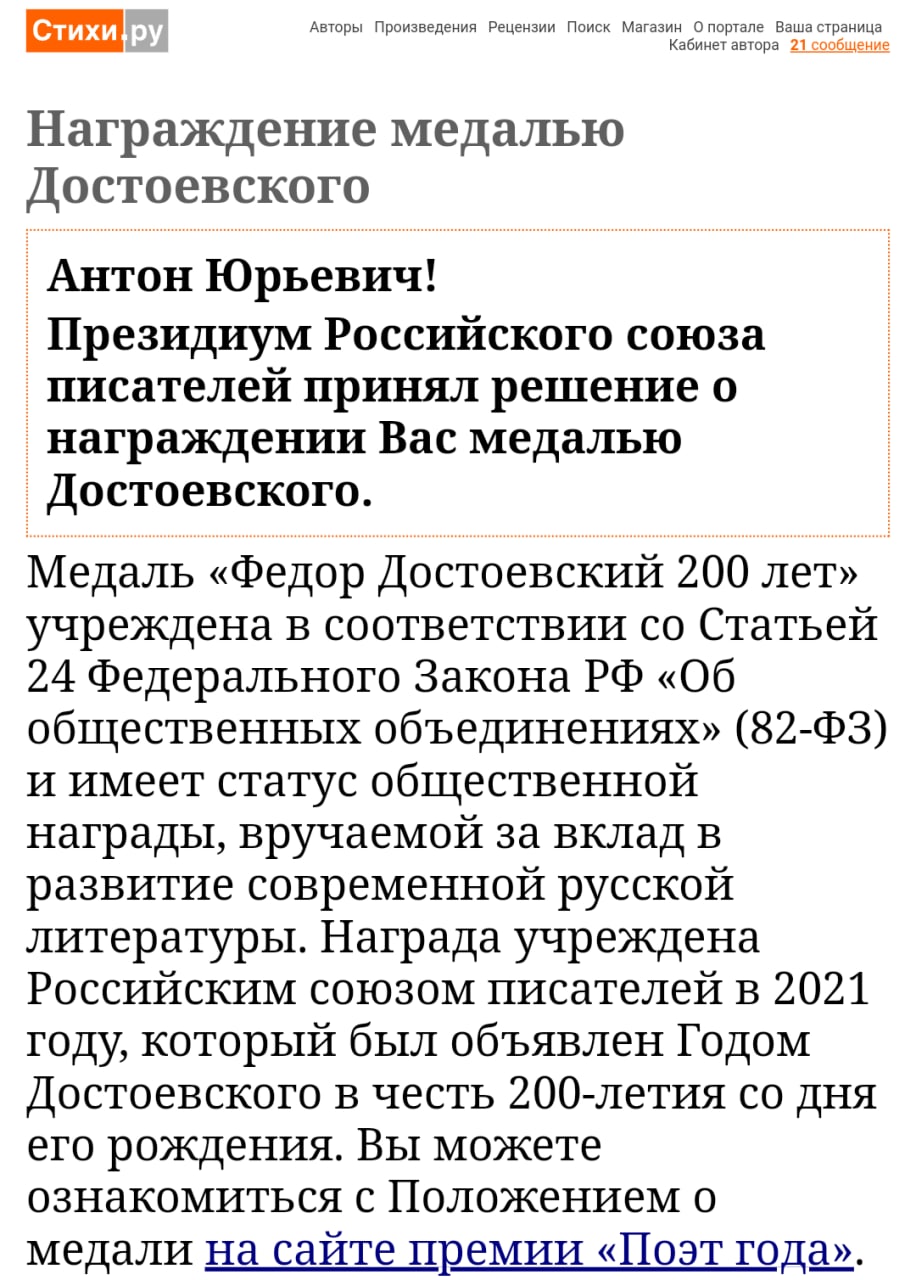 Стихи.ру
Авторы Произведения Рецензии Поиск Магазин О портале Ваша страница
Кабинет автора 21 сообщение
Награждение медалью
Достоевского
Антон Юрьевич!
Президиум Российского союза
писателей принял решение о
награждении Вас медалью
Достоевского.
Медаль «Федор Достоевский 200 лет»
учреждена в соответствии со Статьей
24 Федерального Закона РФ «Об
общественных объединениях» (82-ФЗ)
и имеет статус общественной
награды, вручаемой за вклад в
развитие современной русской
литературы. Награда учреждена
Российским союзом писателей в 2021
году, который был объявлен Годом
Достоевского в честь 200-летия со дня
его рождения. Вы можете
ознакомиться с Положением о
медали на сайте премии «Поэт года».